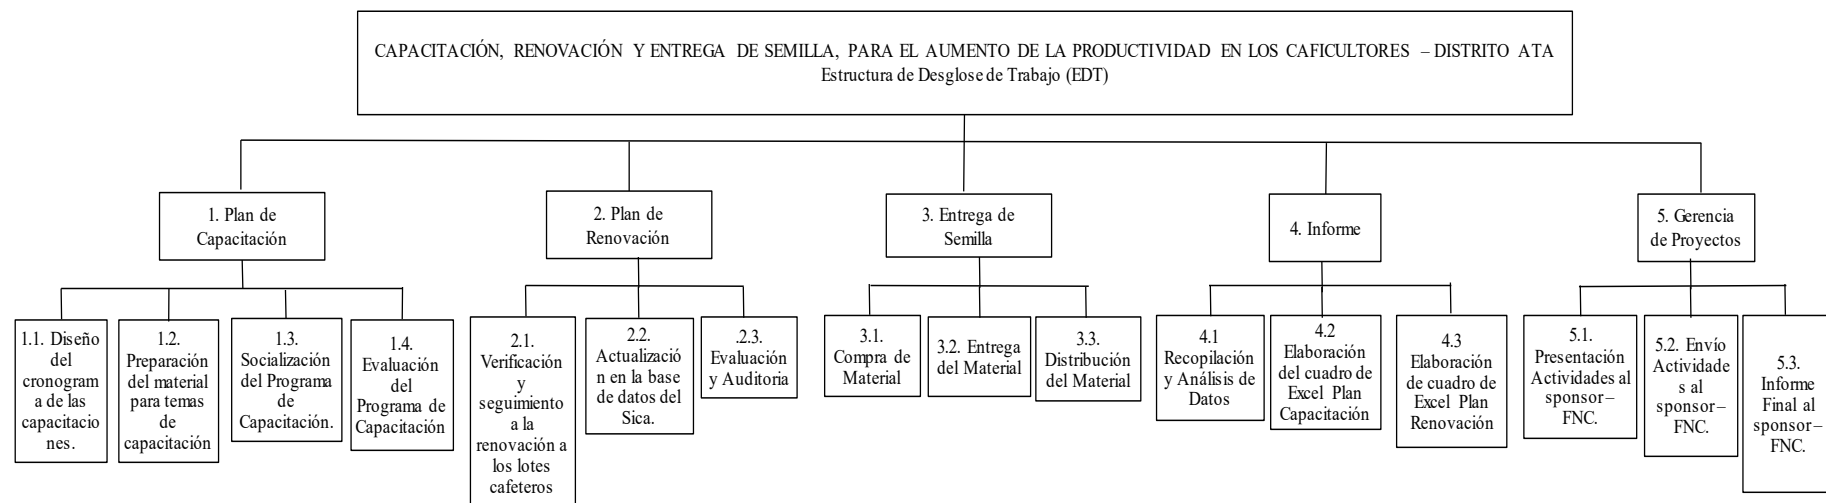 CAPACITACIÓN, RENOVACIÓN Y ENTREGA DE SEMILLA, PARA EL AUMENTO DE LA PRODUCTIVIDAD EN LOS CAFICULTORES – DISTRITO ATA
Estructura de Desglose de Trabajo (EDT)
1. Plan de
Capacitación
2. Plan de
Renovación
3. Entrega de
Semilla
4. Informe
5. Gerencia
de Proyectos
1.1. Diseño
del
cronogram
a de las
capacitacio
nes.
1.2.
Preparación
del material
para temas
de
capacitación
1.3.
Socialización
del Programa
de
Capacitación.
1.4.
Evaluación
del
Programa de
Capacitación
2.1.
Verificación
y
seguimiento
a la
renovación a
los lotes
cafeteros
2.2.
Actualizació
n en la base
de datos del
Sica.
.2.3.
Evaluación
y Auditoria
3.1.
Compra de
Material
3.2. Entrega
del Material
3.3.
Distribución
del Material
4.1
Recopilación
y Análisis de
Datos
4.2
Elaboración
del cuadro de
Excel Plan
Capacitación
4.3
Elaboración
de cuadro de
Excel Plan
Renovación
5.1.
Presentación
Actividades al
sponsor–
FNC.
5.2. Envío
Actividade
s al
sponsor–
FNC.
5.3.
Informe
Final al
sponsor–
FNC.